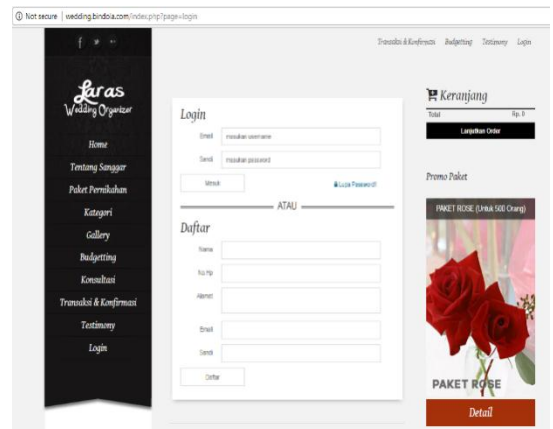 Not secure | wedding.bindola.com/index.php?page=login
Transaksi & Konfirmasi Budgetting Testimony Login
Laras
Wedding Organizer
Home
Tentang Sanggar
Paket Pernikahan
Kategori
Gallery
Budgetting
Konsultasi
Transaksi & Konfirmasi
Testimony
Login
Login
Email masukan username
Sandi masukan password
Masuk Lupa Password?
ATAU
Daftar
Nama
No.Hp
Alamat
Email
Sandi
Daftar
Keranjang
Total Rp. 0
Lanjutkan Order
Promo Paket
PAKET ROSE (Untuk 500 Orang)
PAKET ROSE
Detail